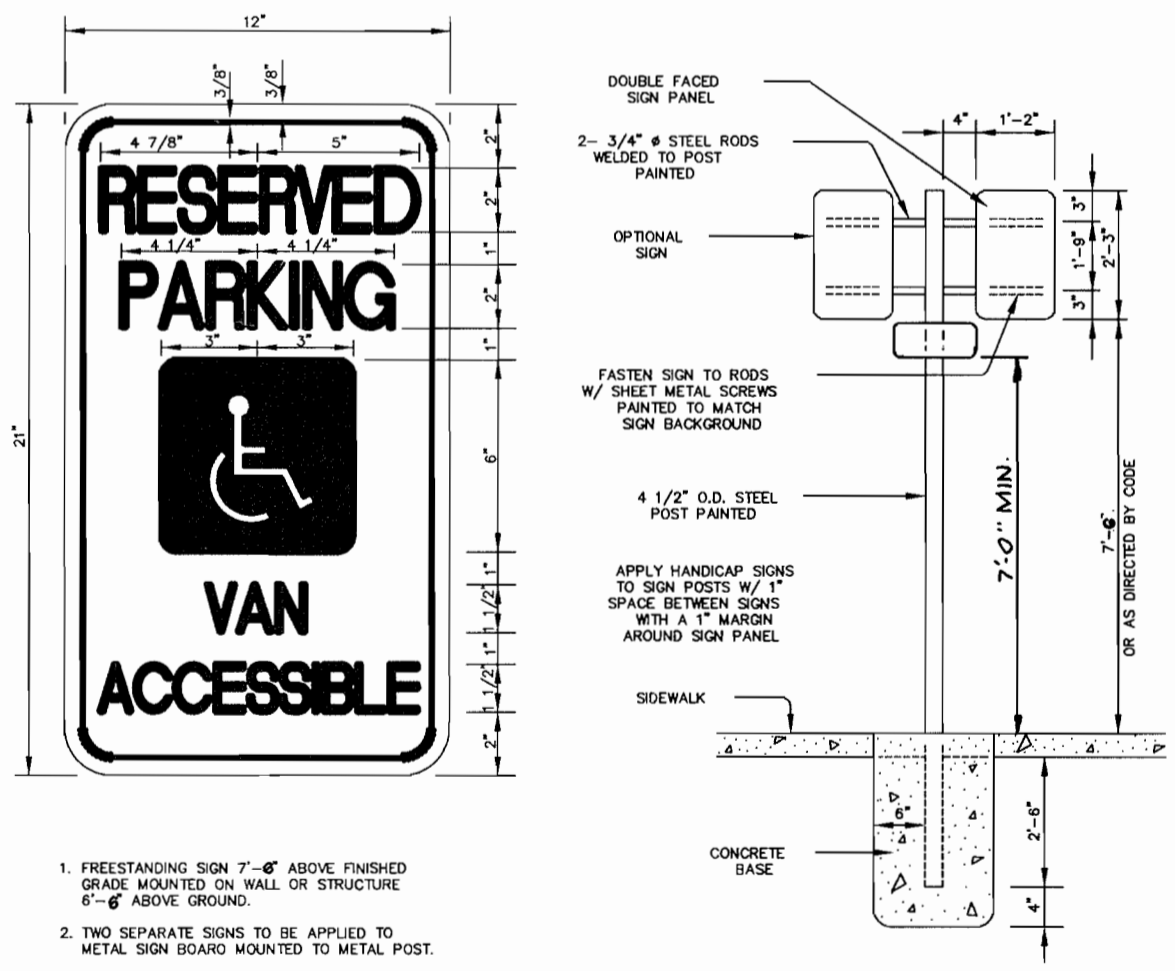 12"
3/8"
3/8"
4 7/8"
5"
RESERVED
4 1/4"
4 1/4"
PARKING
3"
3"
VAN
ACCESSIBLE
21"
2"
2"
1"
2"
1"
6"
1"
1 1/2"
1"
1 1/2"
2"
1. FREESTANDING SIGN 7'-6" ABOVE FINISHED
GRADE MOUNTED ON WALL OR STRUCTURE
6'-6" ABOVE GROUND.
2. TWO SEPARATE SIGNS TO BE APPLIED TO
METAL SIGN BOARD MOUNTED TO METAL POST.
DOUBLE FACED
SIGN PANEL
2- 3/4" ø STEEL RODS
WELDED TO POST
PAINTED
OPTIONAL
SIGN
FASTEN SIGN TO RODS
W/ SHEET METAL SCREWS
PAINTED TO MATCH
SIGN BACKGROUND
4 1/2" O.D. STEEL
POST PAINTED
APPLY HANDICAP SIGNS
TO SIGN POSTS W/ 1"
SPACE BETWEEN SIGNS
WITH A 1" MARGIN
AROUND SIGN PANEL
SIDEWALK
CONCRETE
BASE
4"
1'-2"
3"
1'-9"
3"
2'-3"
7'-0" MIN.
7'-6"
OR AS DIRECTED BY CODE
6"
2'-6"
4"